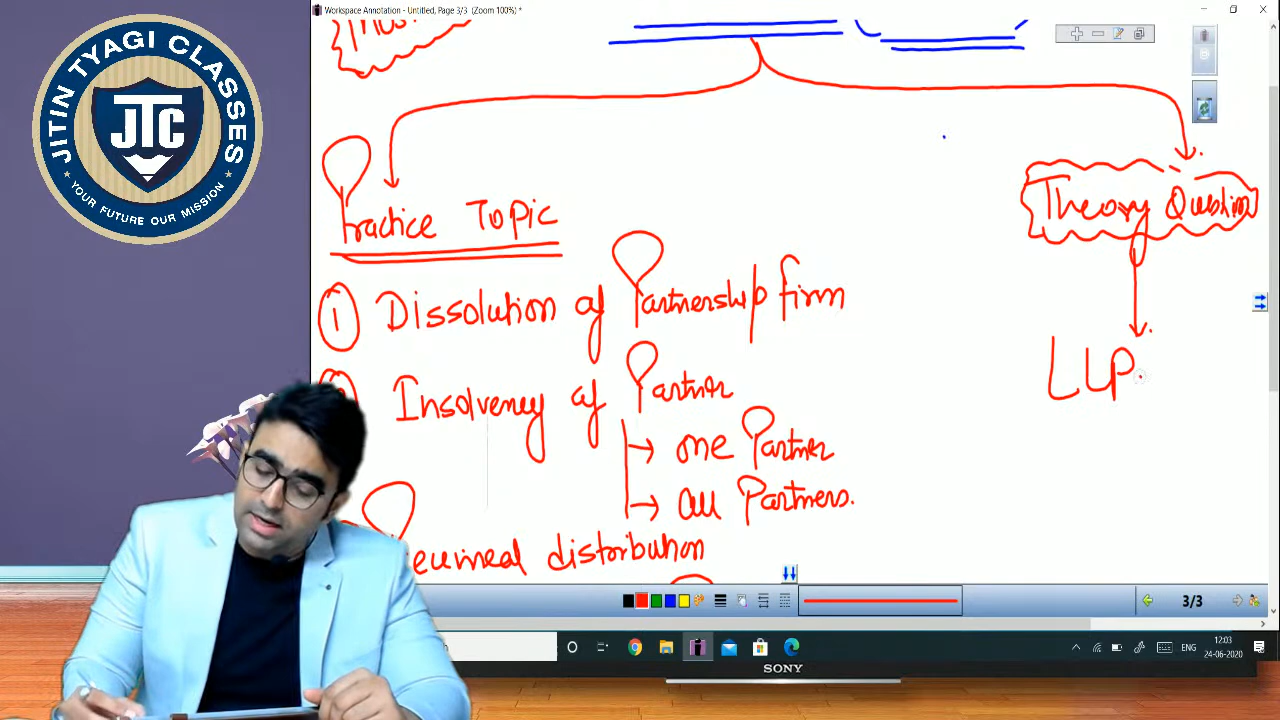 Workspace Annotation - Untitled, Page 3/3 (Zoom 100%) *
JITIN TYAGI CLASSES
JTC
YOUR FUTURE OUR MISSION
Practice Topic
Theory Question
1 Dissolution of Partnership firm
LLP
Insolvency of Partner
→ one Partner
→ all Partners.
distribution
3/3
12:03
ENG
24-06-2020
SONY